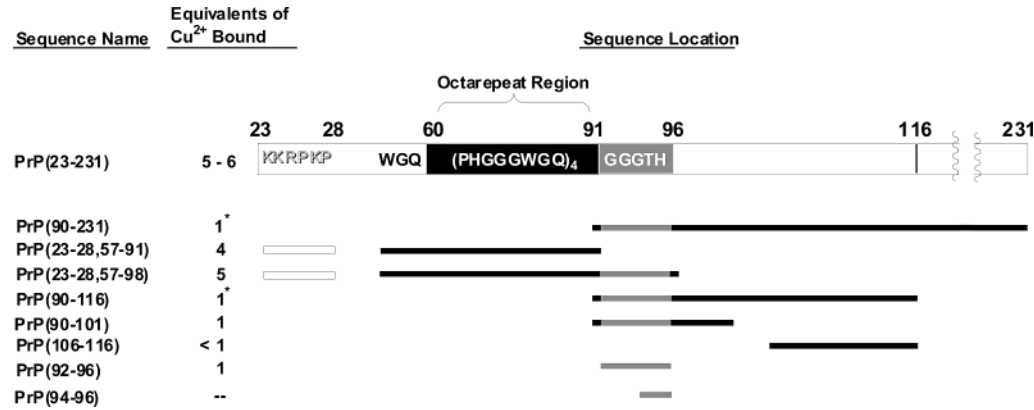 Equivalents of
Sequence Name Cu2+ Bound Sequence Location
Octarepeat Region
23 28 60 91 96 116 231
PrP(23-231) 5 - 6 KKRPKP WGQ (PHGGGWGQ)4 GGGTH
PrP(90-231) 1*
PrP(23-28,57-91) 4
PrP(23-28,57-98) 5
PrP(90-116) 1*
PrP(90-101) 1
PrP(106-116) < 1
PrP(92-96) 1
PrP(94-96) --